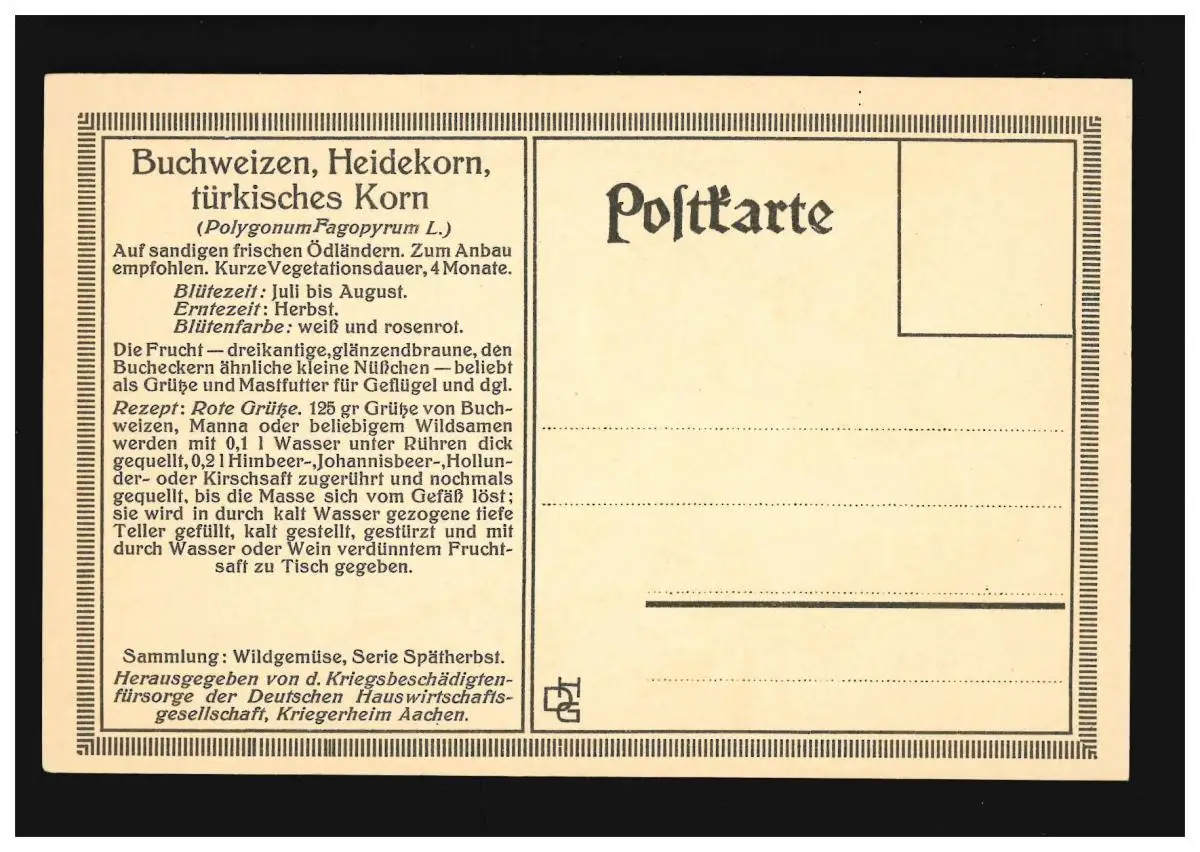 Buchweizen, Heidekorn,
türkisches Korn
(Polygonum Fagopyrum L.)
Auf sandigen frischen Ödländern. Zum Anbau
empfohlen. Kurze Vegetationsdauer, 4 Monate.
Blütezeit: Juli bis August.
Erntezeit: Herbst.
Blütenfarbe: weiß und rosenrot.
Die Frucht — dreikantige, glänzendbraune, den
Bucheckern ähnliche kleine Nüßchen — beliebt
als Grütze und Mastfutter für Geflügel und dgl.
Rezept: Rote Grütze. 125 gr Grütze von Buch-
weizen, Manna oder beliebigem Wildsamen
werden mit 0,1 l Wasser unter Rühren dick
gequellt, 0,2 l Himbeer-, Johannisbeer-, Hollun-
der- oder Kirschsaft zugerührt und nochmals
gequellt, bis die Masse sich vom Gefäß löst;
sie wird in durch kalt Wasser gezogene tiefe
Teller gefüllt, kalt gestellt, gestürzt und mit
durch Wasser oder Wein verdünntem Frucht-
saft zu Tisch gegeben.
Sammlung: Wildgemüse, Serie Spätherbst.
Herausgegeben von d. Kriegsbeschädigten-
fürsorge der Deutschen Hauswirtschafts-
gesellschaft, Kriegerheim Aachen.
Poſtkarte
DHG